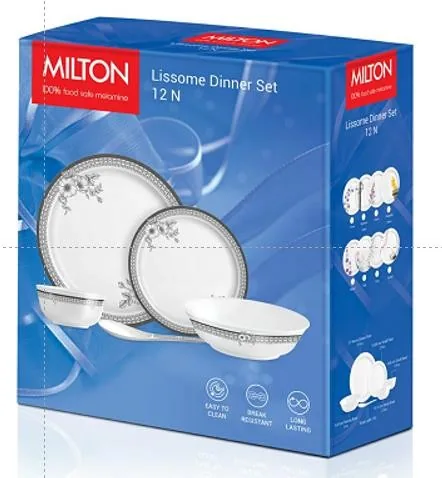 MILTON
100% food safe melamine
Lissome Dinner Set
12 N
EASY TO
CLEAN
BREAK
RESISTANT
LONG
LASTING
MILTON
100% food safe melamine
Lissome Dinner Set
12 N
MILTON